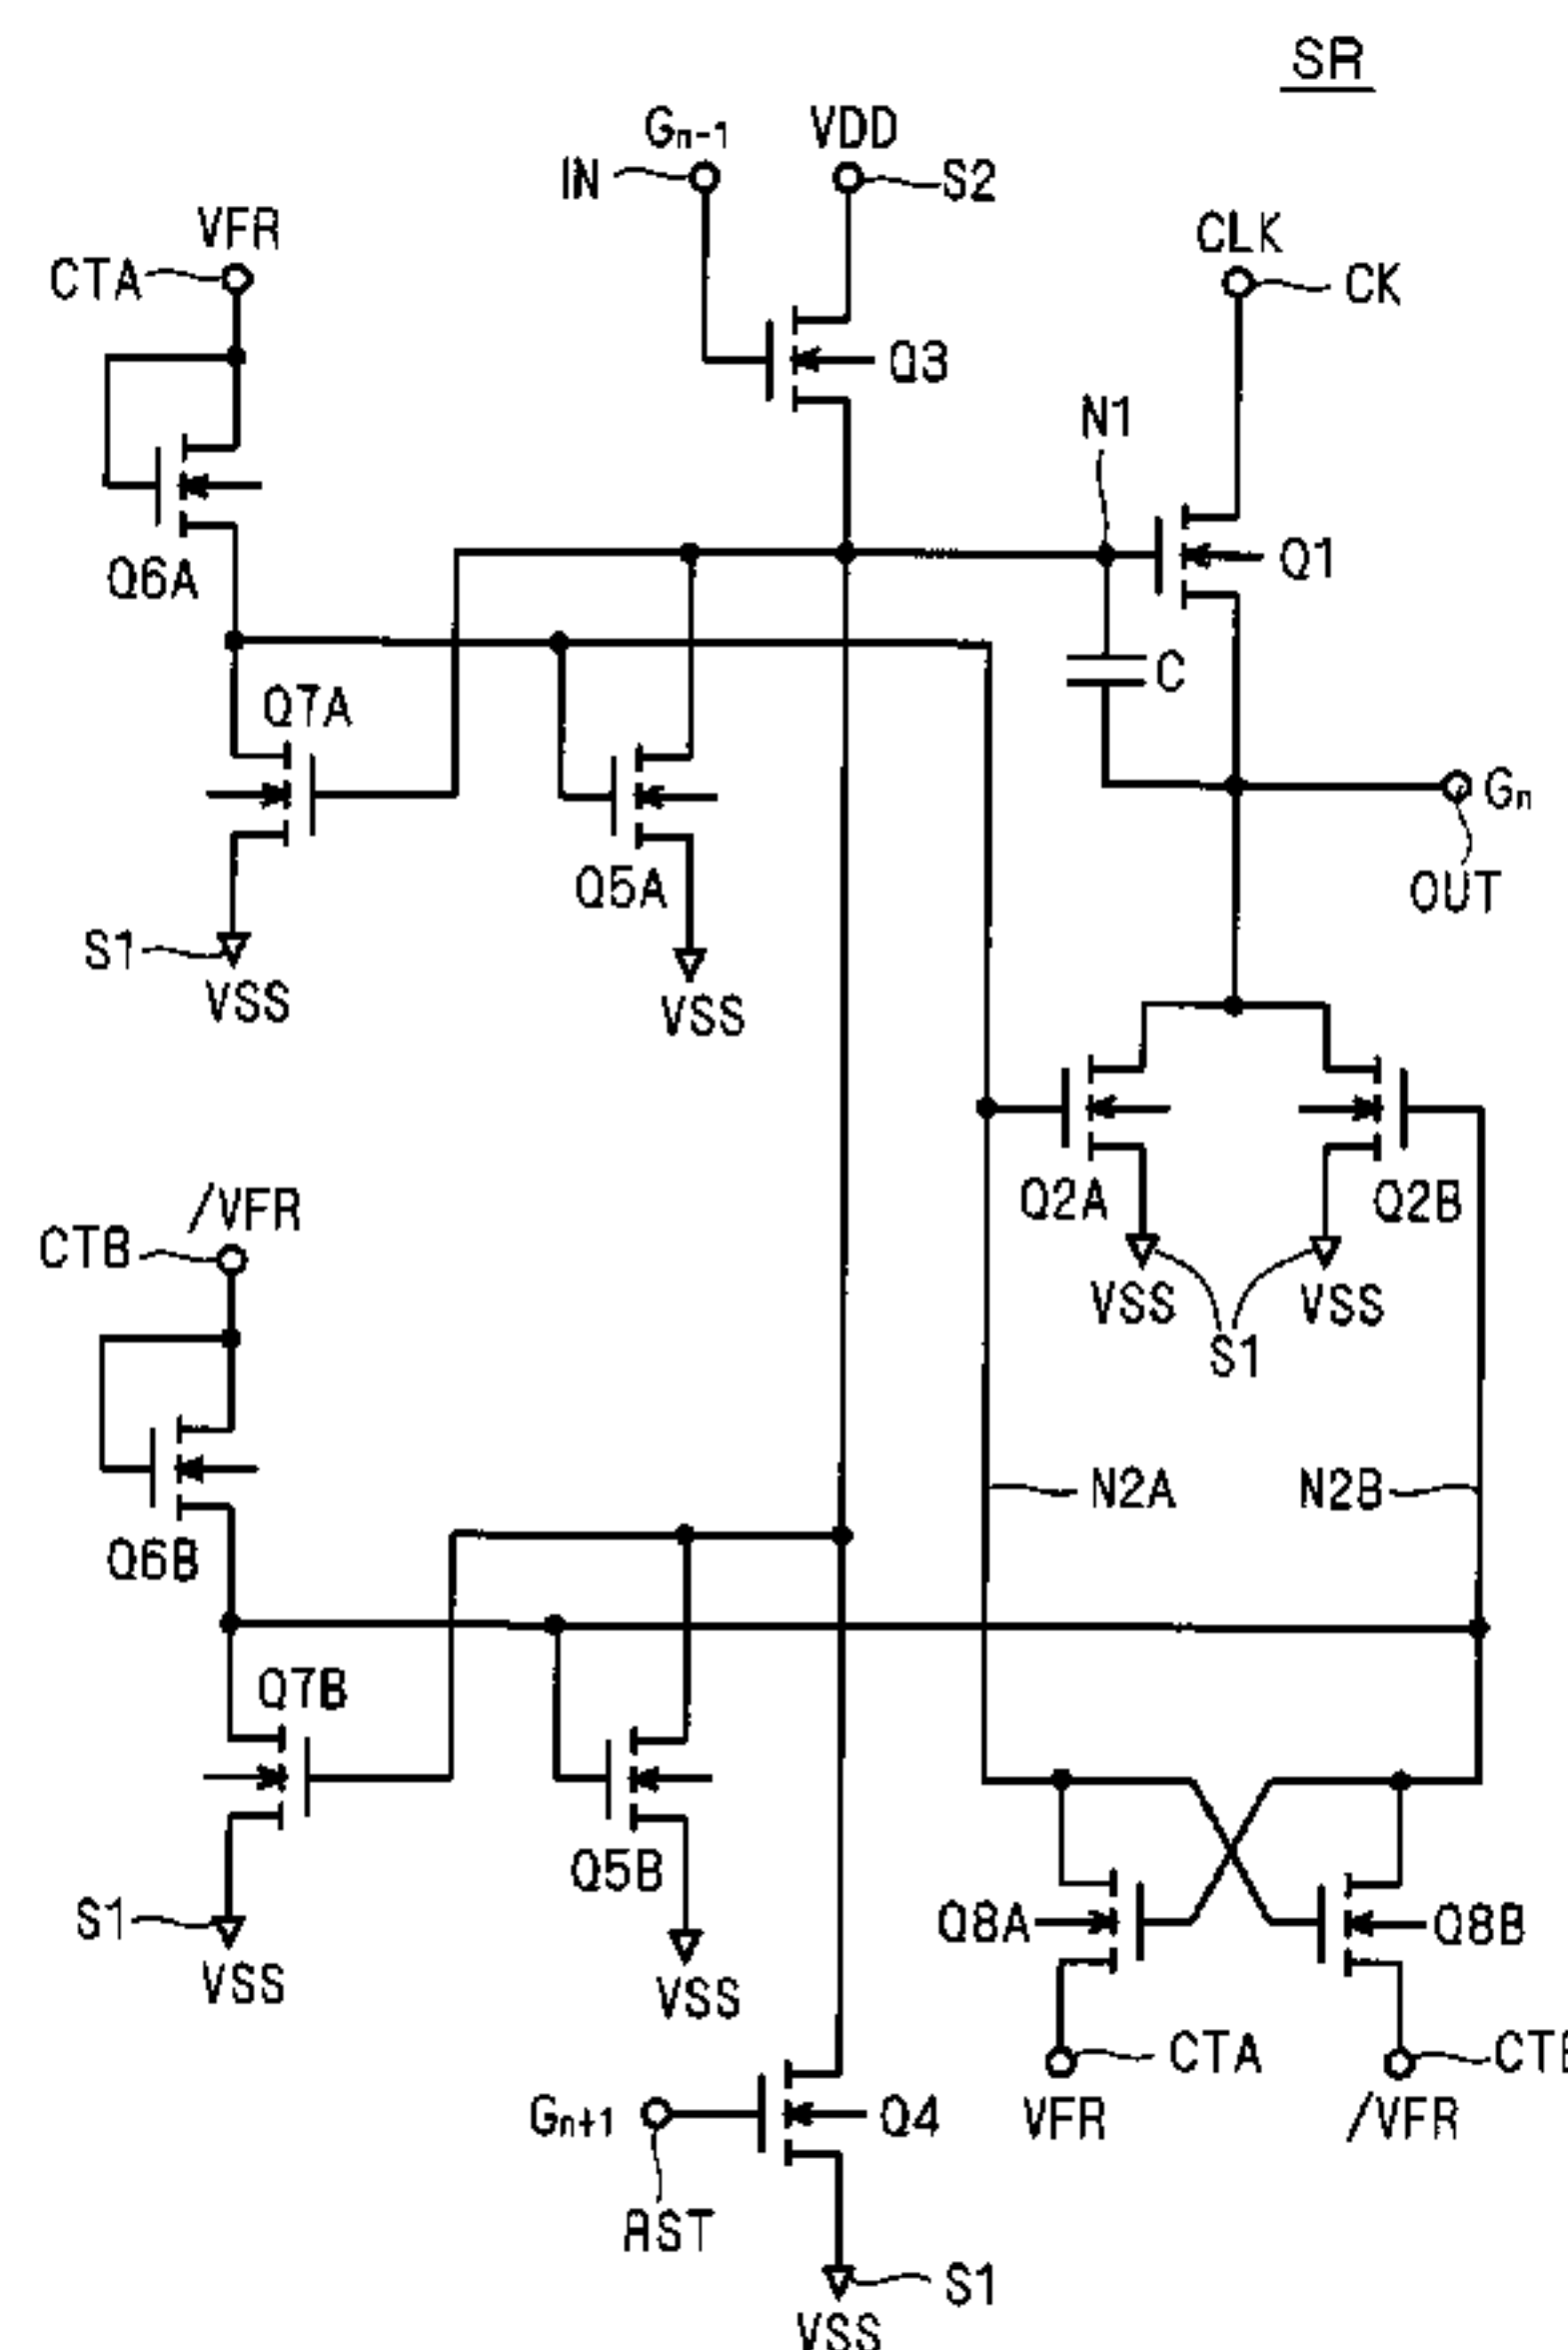 SR
Gn-1 VDD
IN S2
VFR CLK
CTA CK
Q3
N1
Q6A Q1
C
Q7A
Gn
Q5A OUT
S1
VSS VSS
Q2A Q2B
/VFR
CTB
VSS VSS
S1
N2A N2B
Q6B
Q7B
Q5B
S1 Q8A Q8B
VSS VSS
CTA
Gn+1 Q4 VFR /VFR
RST
S1
VSS